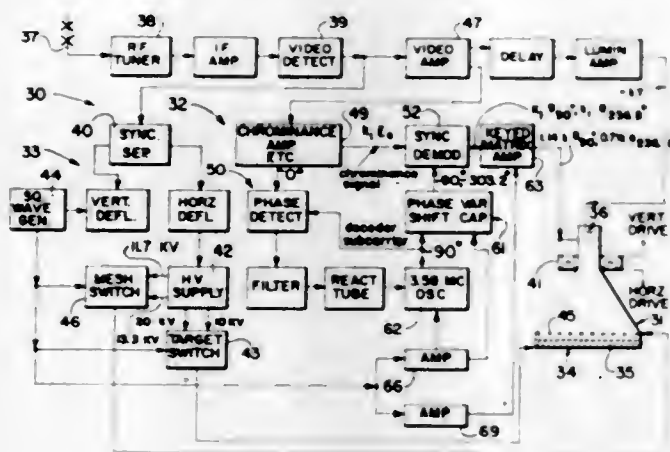 37
38
39
47
RF TUNER
I.F AMP
VIDEO DETECT
VIDEO AMP
DELAY
LUMIN AMP
30
32
40
SYNC. SEP.
CHROMINANCE AMP ETC
49
chrominance signal
52
SYNC DEMOD
KEYED MATRIX AMP
63
33
44
50
0°
SQ WAVE GEN
VERT. DEFL.
HORZ DEFL
PHASE DETECT
decoder subcarrier
PHASE VAR SHIFT CAP
61
36
VERT DRIVE
11.7 KV
42
90°
41
MESH SWITCH
H.V SUPPLY
FILTER
REACT TUBE
3.58 MC OSC
HORZ DRIVE
46
20 KV
10 KV
62
45
31
13.3 KV
TARGET SWITCH
43
AMP
66
34
35
AMP
69